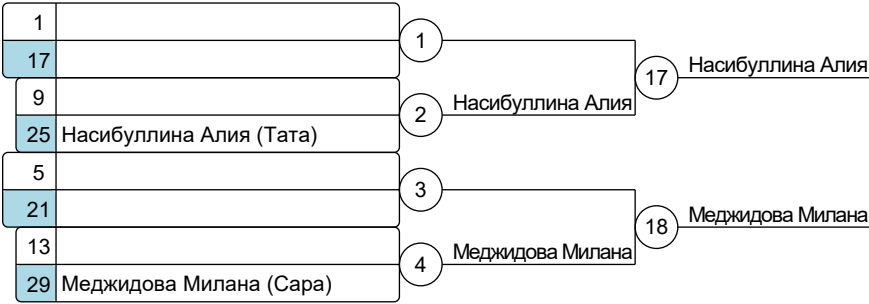 1
17
1
9
25 Насибуллина Алия (Тата)
2 Насибуллина Алия
17 Насибуллина Алия
5
21
3
13
29 Меджидова Милана (Сара)
4 Меджидова Милана
18 Меджидова Милана